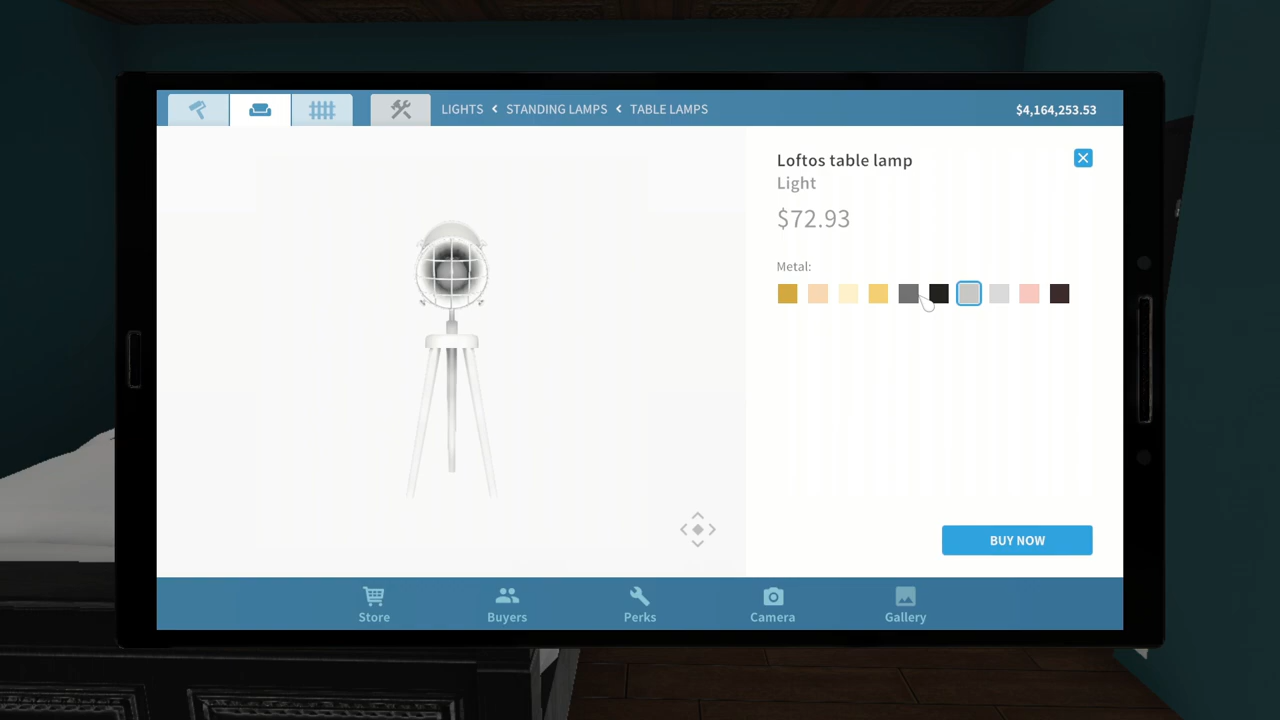 LIGHTS < STANDING LAMPS < TABLE LAMPS
$4,164,253.53
Loftos table lamp
Light
$72.93
Metal:
BUY NOW
Store
Buyers
Perks
Camera
Gallery